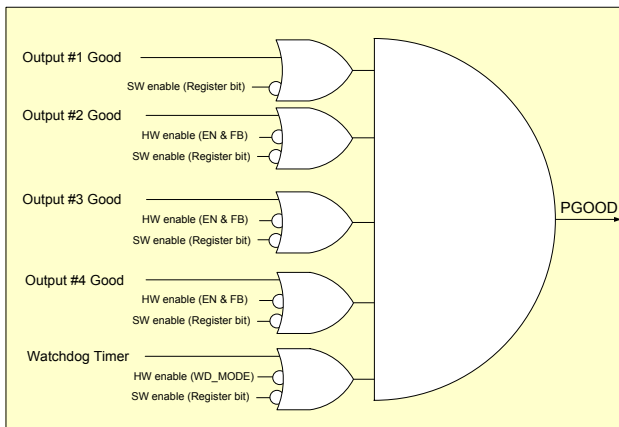 Output #1 Good
SW enable (Register bit)
Output #2 Good
HW enable (EN & FB)
SW enable (Register bit)
Output #3 Good
HW enable (EN & FB)
SW enable (Register bit)
PGOOD
Output #4 Good
HW enable (EN & FB)
SW enable (Register bit)
Watchdog Timer
HW enable (WD_MODE)
SW enable (Register bit)